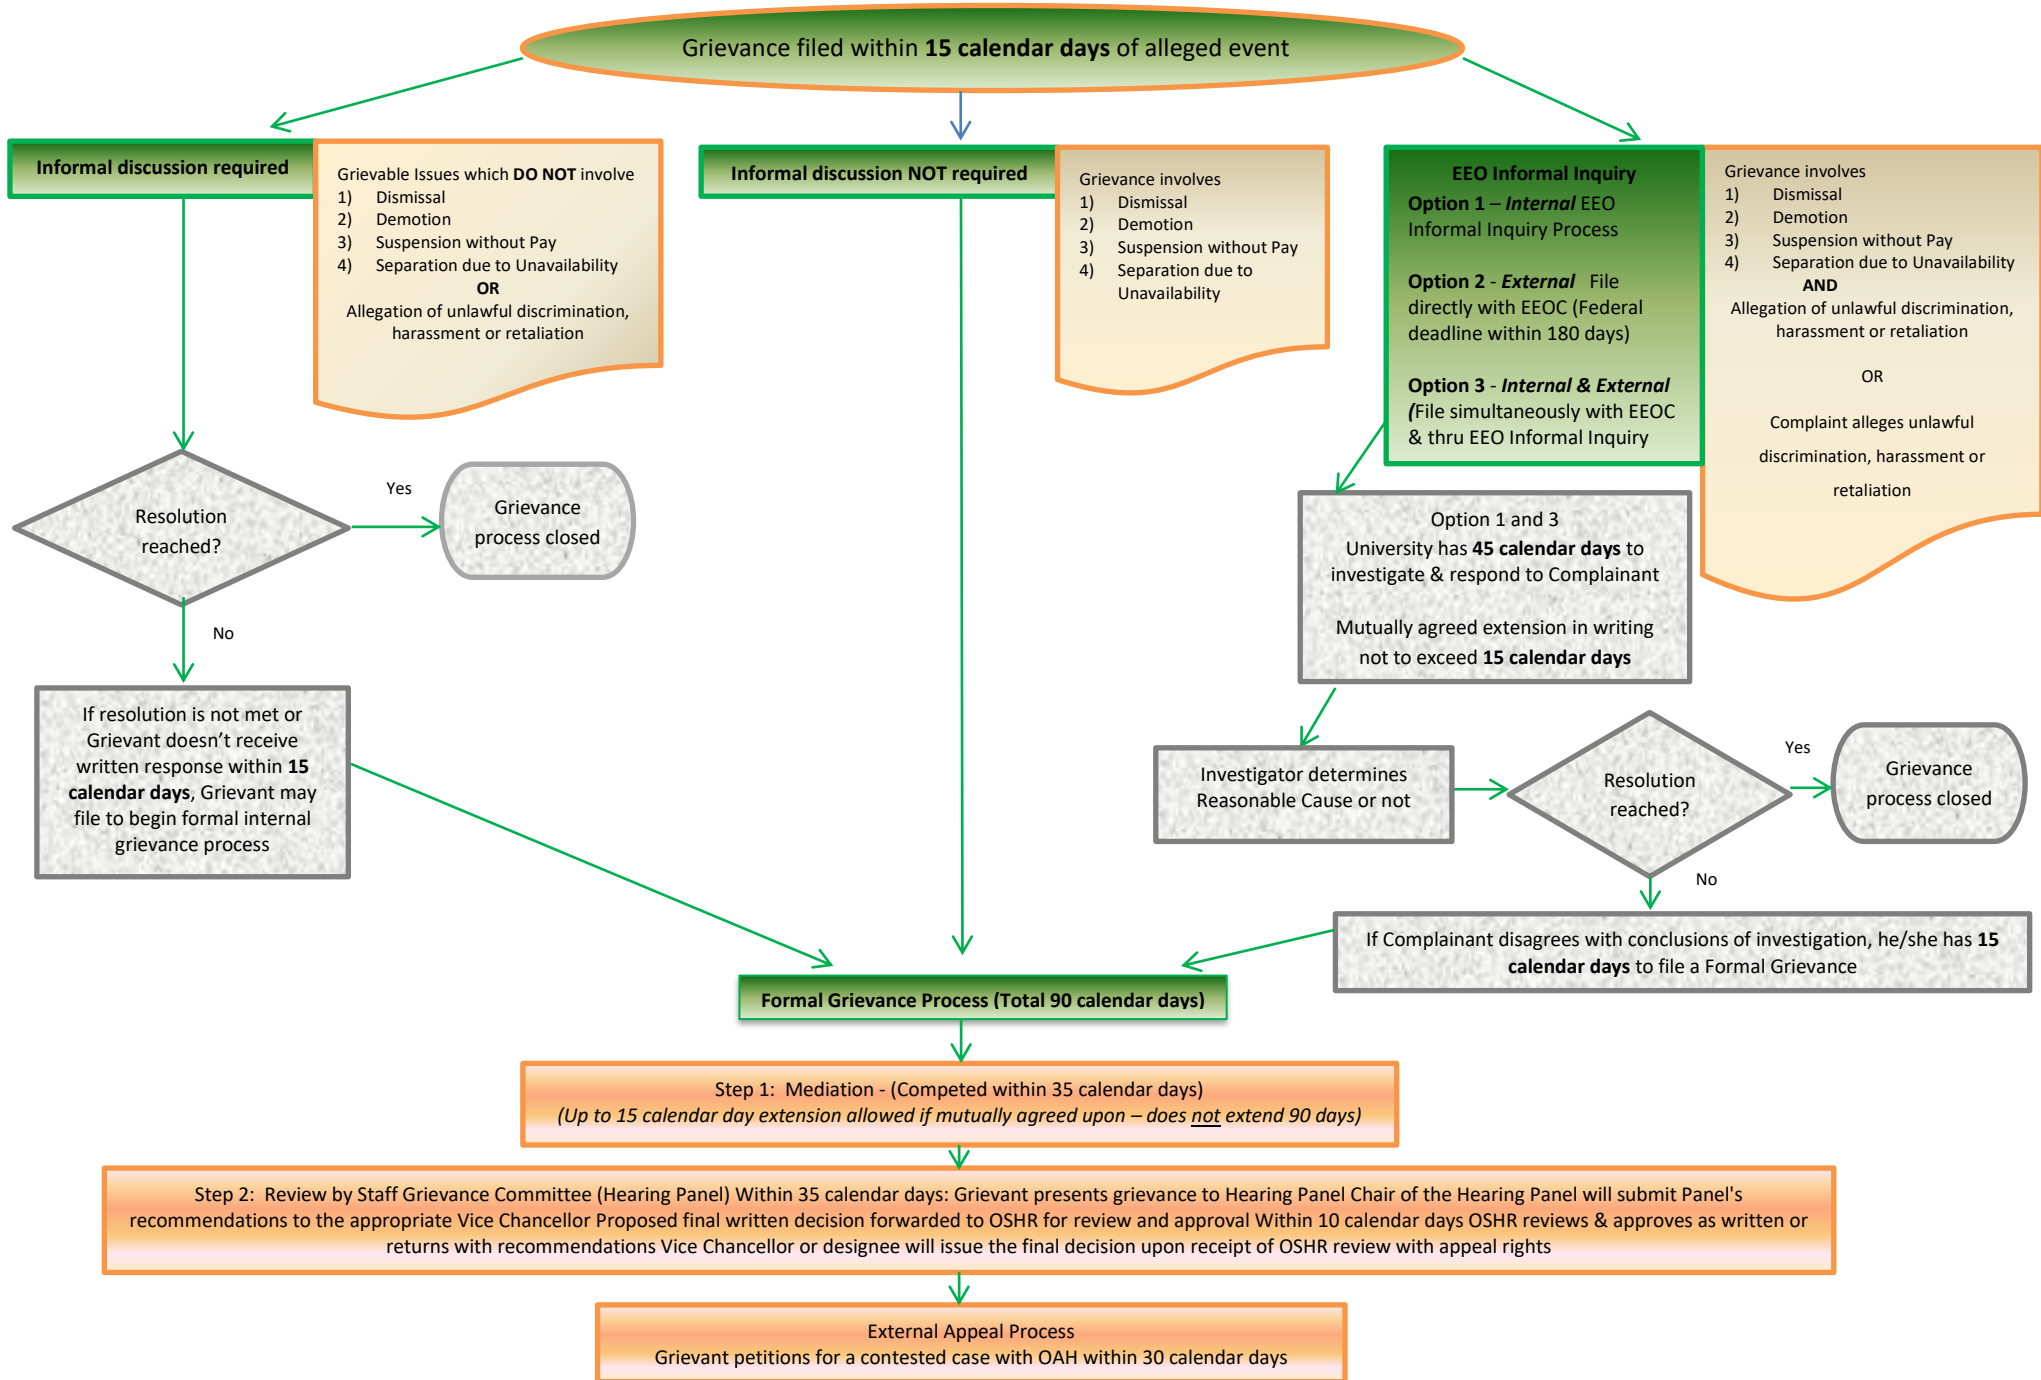 Grievance filed within 15 calendar days of alleged event
Informal discussion required
Grievable Issues which DO NOT involve
1) Dismissal
2) Demotion
3) Suspension without Pay
4) Separation due to Unavailability
OR
Allegation of unlawful discrimination,
harassment or retaliation
Informal discussion NOT required
Grievance involves
1) Dismissal
2) Demotion
3) Suspension without Pay
4) Separation due to
Unavailability
EEO Informal Inquiry
Option 1 – Internal EEO
Informal Inquiry Process
Option 2 - External File
directly with EEOC (Federal
deadline within 180 days)
Option 3 - Internal & External
(File simultaneously with EEOC
& thru EEO Informal Inquiry
Grievance involves
1) Dismissal
2) Demotion
3) Suspension without Pay
4) Separation due to Unavailability
AND
Allegation of unlawful discrimination,
harassment or retaliation
OR
Complaint alleges unlawful
discrimination, harassment or
retaliation
Resolution
reached?
Yes
Grievance
process closed
No
If resolution is not met or
Grievant doesn't receive
written response within 15
calendar days, Grievant may
file to begin formal internal
grievance process
Option 1 and 3
University has 45 calendar days to
investigate & respond to Complainant
Mutually agreed extension in writing
not to exceed 15 calendar days
Investigator determines
Reasonable Cause or not
Resolution
reached?
Yes
Grievance
process closed
No
If Complainant disagrees with conclusions of investigation, he/she has 15
calendar days to file a Formal Grievance
Formal Grievance Process (Total 90 calendar days)
Step 1: Mediation - (Competed within 35 calendar days)
(Up to 15 calendar day extension allowed if mutually agreed upon – does not extend 90 days)
Step 2: Review by Staff Grievance Committee (Hearing Panel) Within 35 calendar days: Grievant presents grievance to Hearing Panel Chair of the Hearing Panel will submit Panel's
recommendations to the appropriate Vice Chancellor Proposed final written decision forwarded to OSHR for review and approval Within 10 calendar days OSHR reviews & approves as written or
returns with recommendations Vice Chancellor or designee will issue the final decision upon receipt of OSHR review with appeal rights
External Appeal Process
Grievant petitions for a contested case with OAH within 30 calendar days